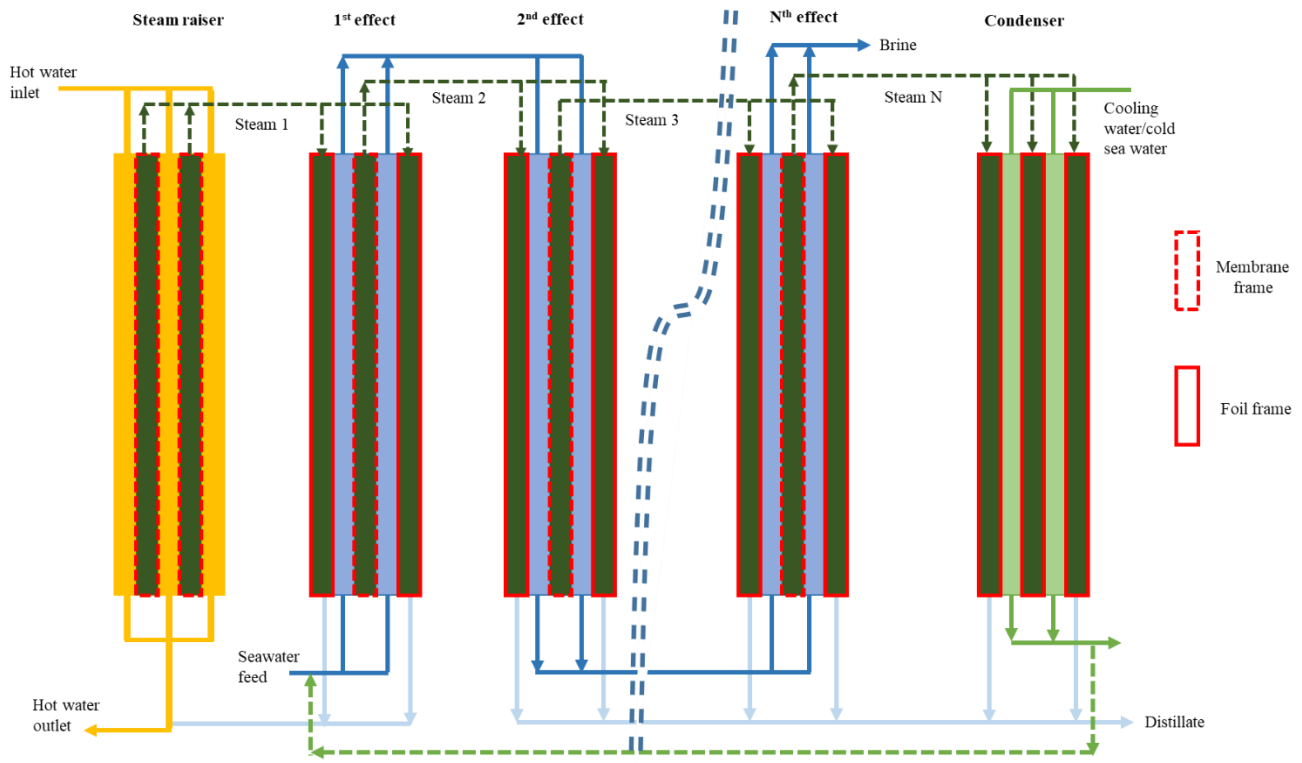 Steam raiser
1st effect
2nd effect
Nth effect
Condenser
Hot water
inlet
Steam 1
Steam 2
Steam 3
Steam N
Brine
Cooling
water/cold
sea water
Membrane
frame
Foil frame
Seawater
feed
Hot water
outlet
Distillate